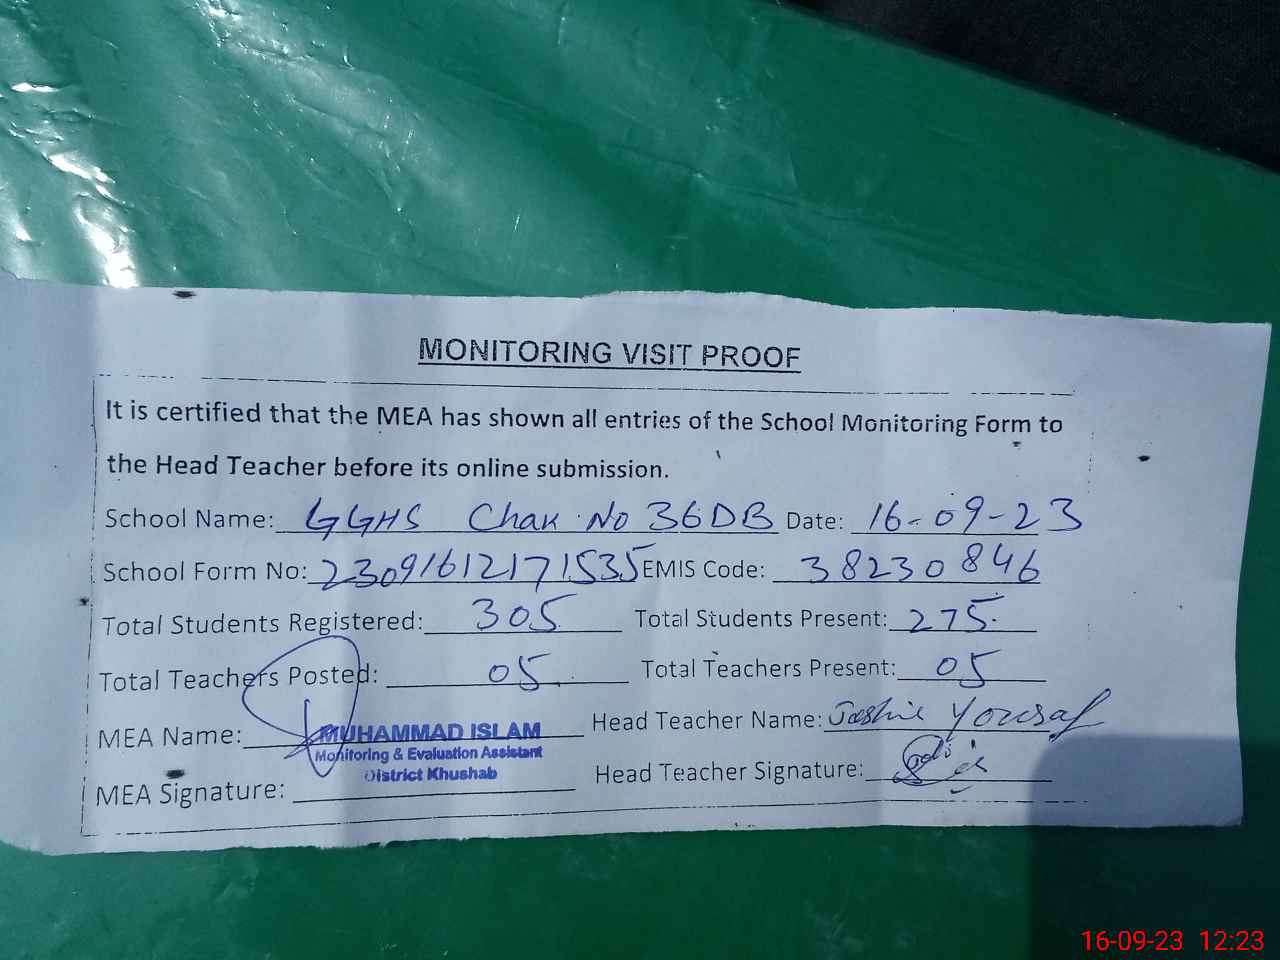 MONITORING VISIT PROOF
It is certified that the MEA has shown all entries of the School Monitoring Form to
the Head Teacher before its online submission.
School Name: GGHS Chak No 36DB Date: 16-09-23
School Form No: 230916121711535 EMIS Code: 38230846
Total Students Registered: 305 Total Students Present: 275
Total Teachers Posted: 05 Total Teachers Present: 05
MEA Name: MUHAMMAD ISLAM Head Teacher Name: Yousaf
Monitoring & Evaluation Assistant
District Khushab
MEA Signature: Head Teacher Signature:
16-09-23 12:23